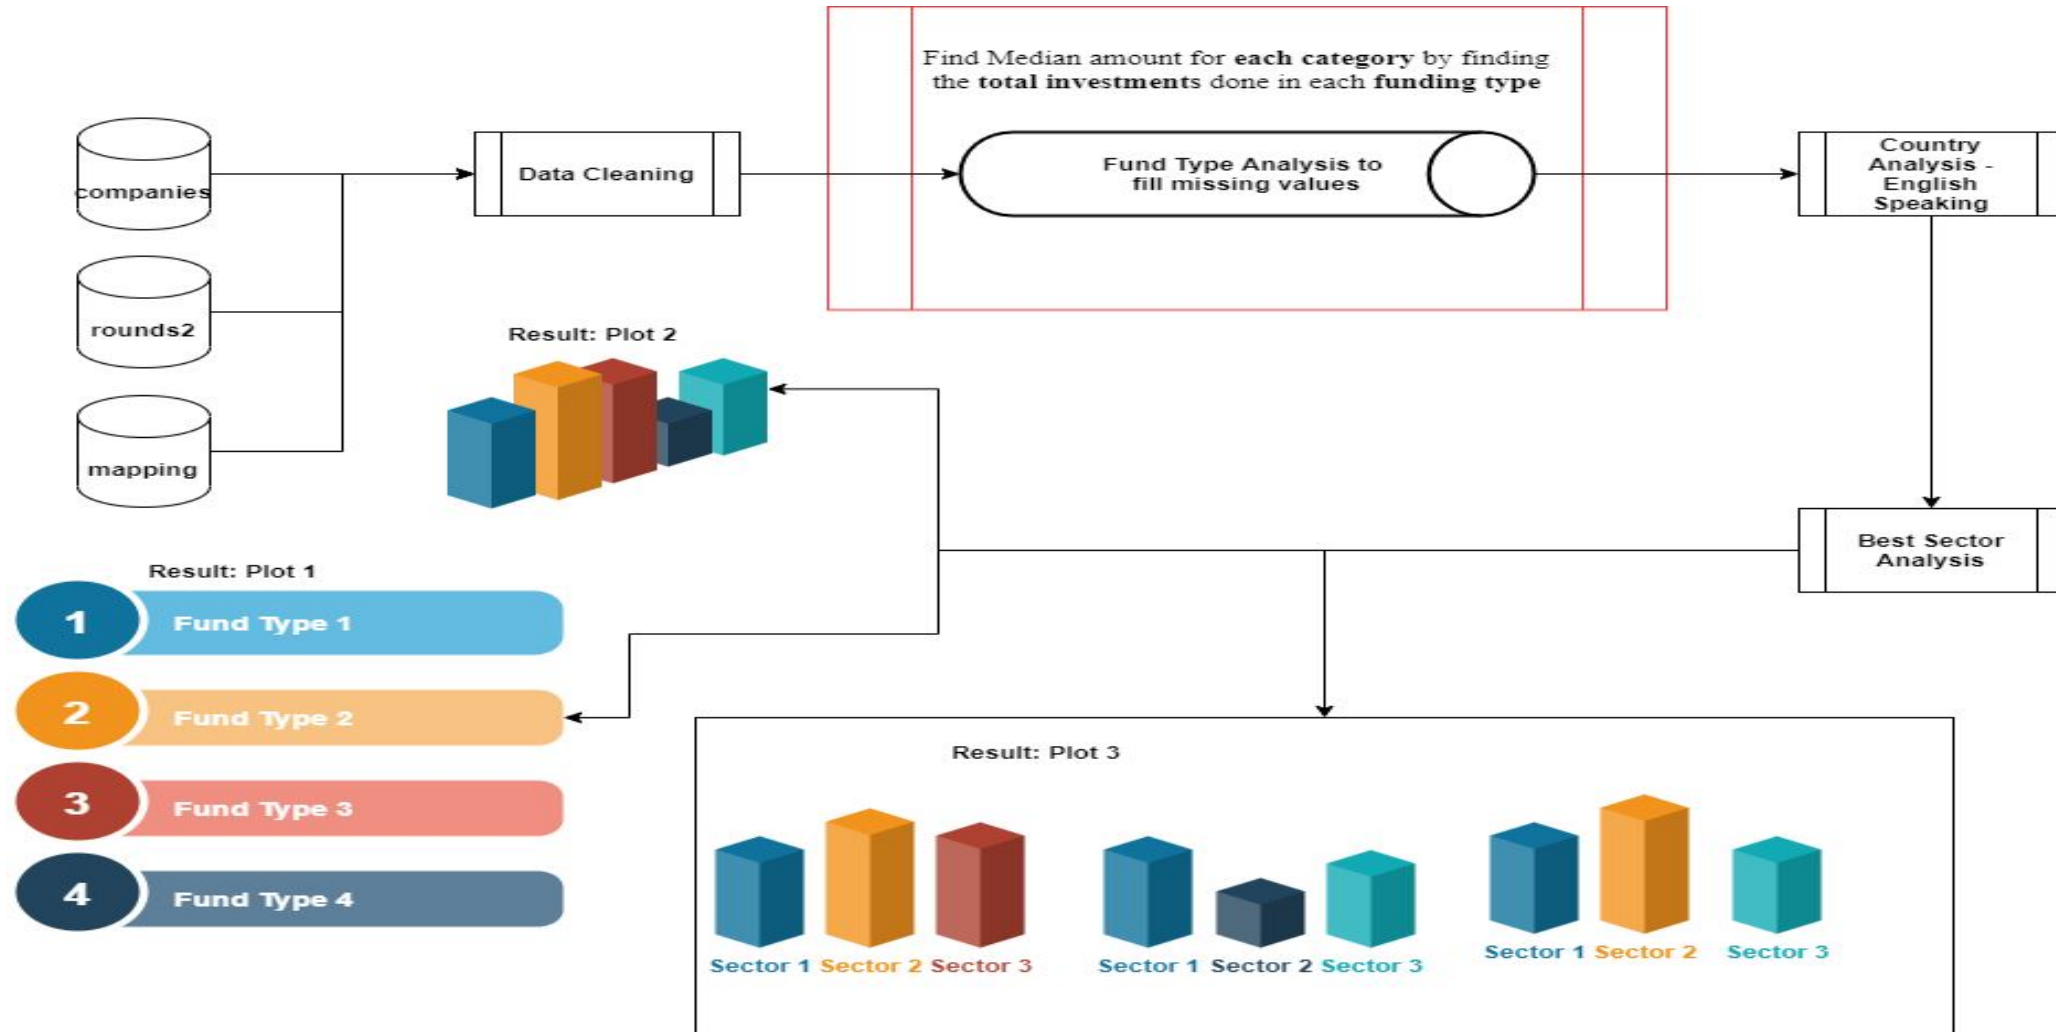 Find Median amount for each category by finding
the total investments done in each funding type
companies
Data Cleaning
Fund Type Analysis to
fill missing values
Country
Analysis -
English
Speaking
rounds2
mapping
Result: Plot 2
Best Sector
Analysis
Result: Plot 1
1 Fund Type 1
2 Fund Type 2
3 Fund Type 3
4 Fund Type 4
Result: Plot 3
Sector 1 Sector 2 Sector 3
Sector 1 Sector 2 Sector 3
Sector 1 Sector 2 Sector 3